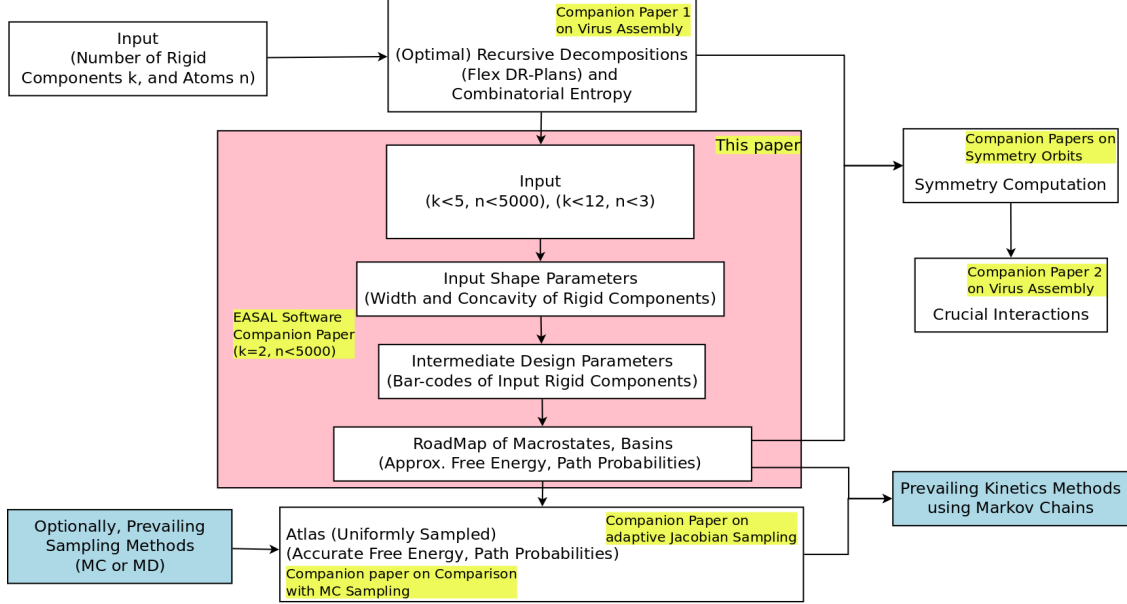 Input
(Number of Rigid
Components k, and Atoms n)
Companion Paper 1
on Virus Assembly
(Optimal) Recursive Decompositions
(Flex DR-Plans) and
Combinatorial Entropy
This paper
Input
(k<5, n<5000), (k<12, n<3)
Companion Papers on
Symmetry Orbits
Symmetry Computation
Input Shape Parameters
(Width and Concavity of Rigid Components)
Companion Paper 2
on Virus Assembly
Crucial Interactions
EASAL Software
Companion Paper
(k=2, n<5000)
Intermediate Design Parameters
(Bar-codes of Input Rigid Components)
RoadMap of Macrostates, Basins
(Approx. Free Energy, Path Probabilities)
Prevailing Kinetics Methods
using Markov Chains
Optionally, Prevailing
Sampling Methods
(MC or MD)
Companion Paper on
adaptive Jacobian Sampling
Atlas (Uniformly Sampled)
(Accurate Free Energy, Path Probabilities)
Companion paper on Comparison
with MC Sampling